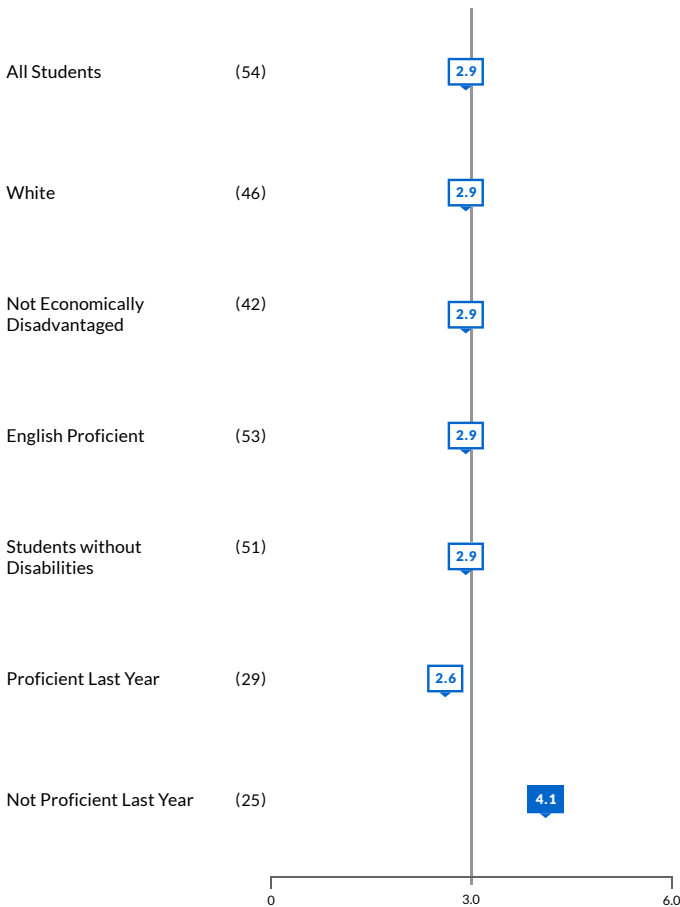 All Students (54) 2.9
White (46) 2.9
Not Economically (42) 2.9
Disadvantaged
English Proficient (53) 2.9
Students without (51) 2.9
Disabilities
Proficient Last Year (29) 2.6
Not Proficient Last Year (25) 4.1
0 3.0 6.0